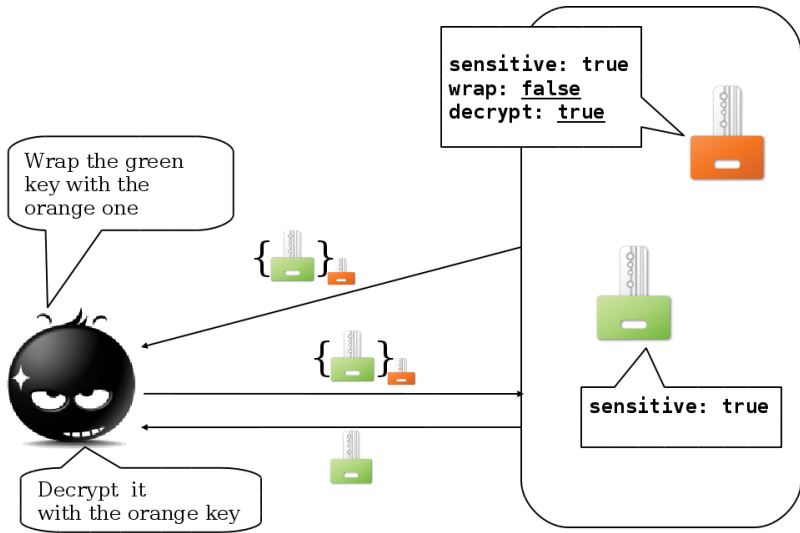 sensitive: true
wrap: false
decrypt: true
Wrap the green
key with the
orange one
{ }
{ }
sensitive: true
Decrypt it
with the orange key